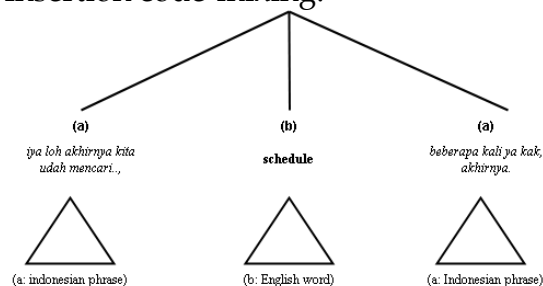 insertion code-mixing.
(a) (b) (a)
iya loh akhirnya kita
udah mencari..,
schedule
beberapa kali ya kak,
akhirnya.
(a: indonesian phrase) (b: English word) (a: Indonesian phrase)